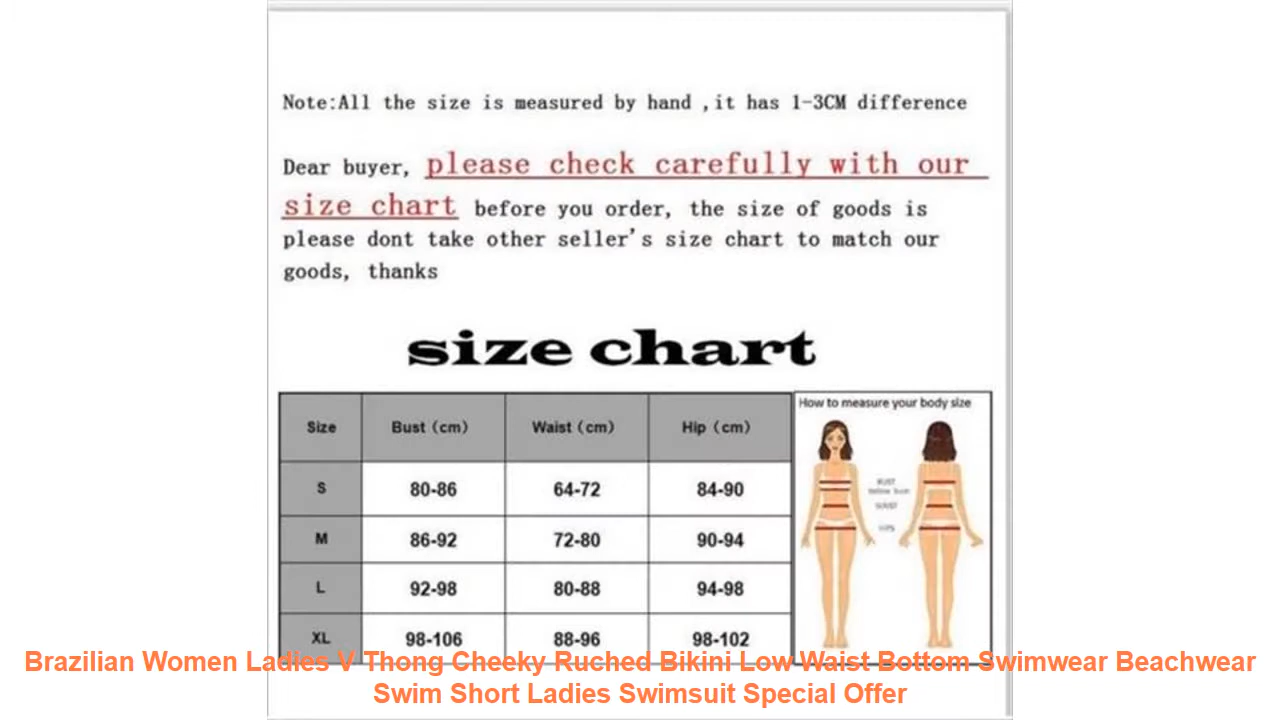 Note:All the size is measured by hand ,it has 1-3CM difference
Dear buyer, please check carefully with our
size chart before you order, the size of goods is
please dont take other seller's size chart to match our
goods, thanks
size chart
Size Bust (cm) Waist (cm) Hip (cm)
S 80-86 64-72 84-90
M 86-92 72-80 90-94
L 92-98 80-88 94-98
XL 98-106 88-96 98-102
How to measure your body size
BUST
WAIST
HIPS
Brazilian Women Ladies V Thong Cheeky Ruched Bikini Low Waist Bottom Swimwear Beachwear
Swim Short Ladies Swimsuit Special Offer